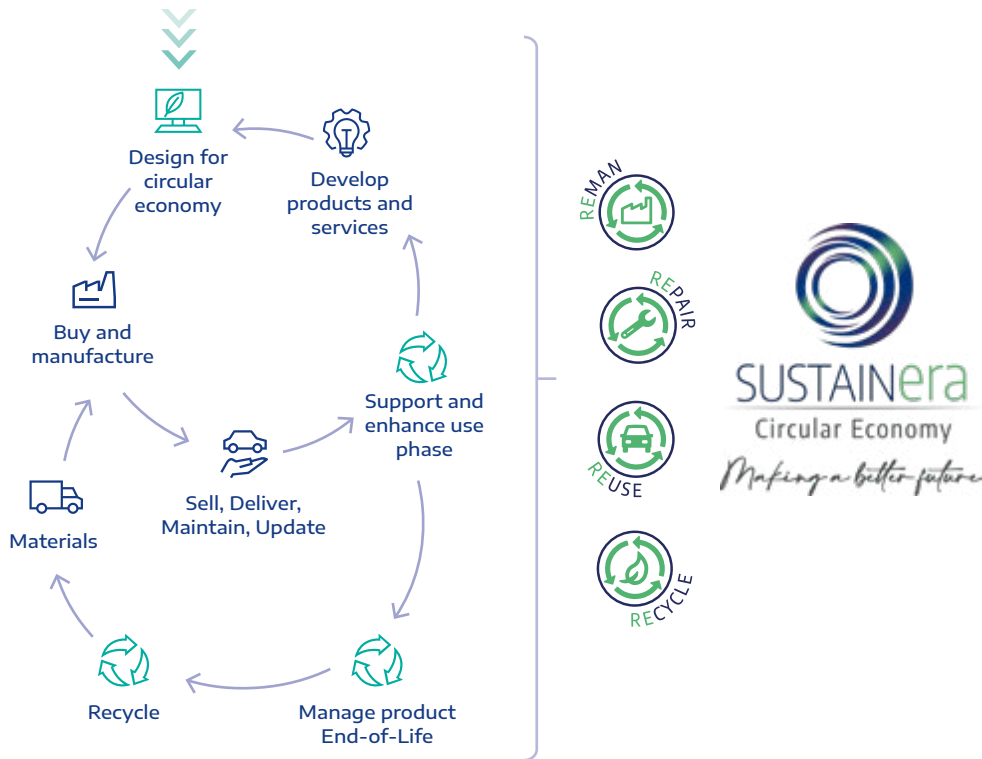 Design for
circular
economy
Develop
products and
services
Buy and
manufacture
Support and
enhance use
phase
Sell, Deliver,
Maintain, Update
Materials
Recycle
Manage product
End-of-Life
REMAN
REPAIR
REUSE
RECYCLE
SUSTAINera
Circular Economy
Making a better future